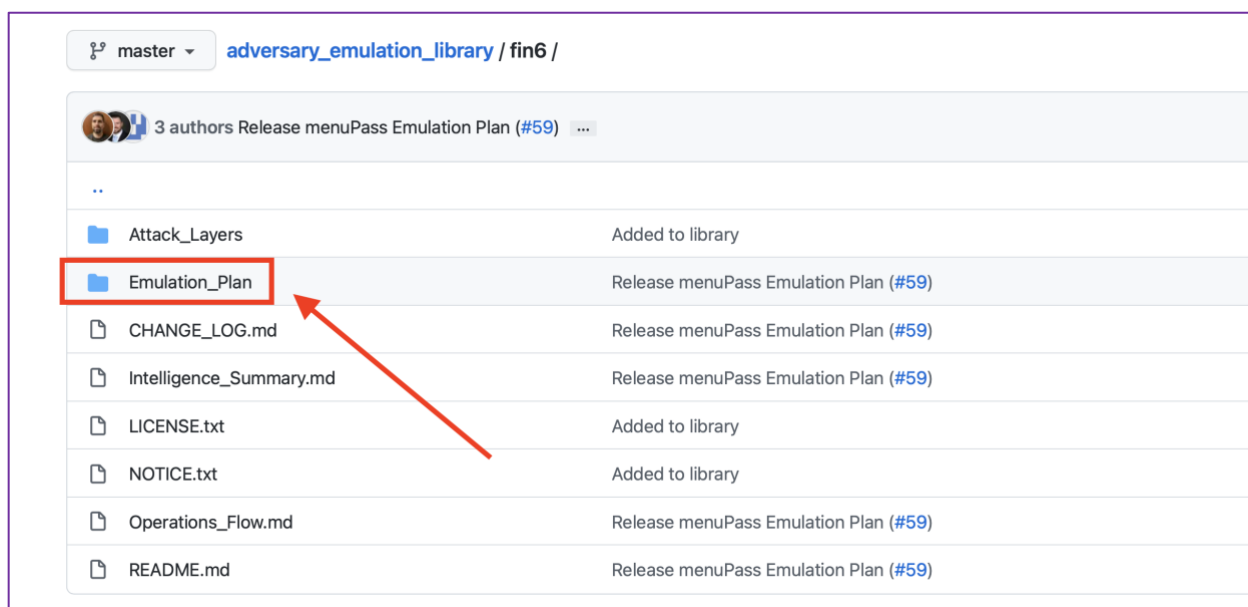 master adversary_emulation_library / fin6 /
3 authors Release menuPass Emulation Plan (#59) ...
..
Attack_Layers Added to library
Emulation_Plan Release menuPass Emulation Plan (#59)
CHANGE_LOG.md Release menuPass Emulation Plan (#59)
Intelligence_Summary.md Release menuPass Emulation Plan (#59)
LICENSE.txt Added to library
NOTICE.txt Added to library
Operations_Flow.md Release menuPass Emulation Plan (#59)
README.md Release menuPass Emulation Plan (#59)